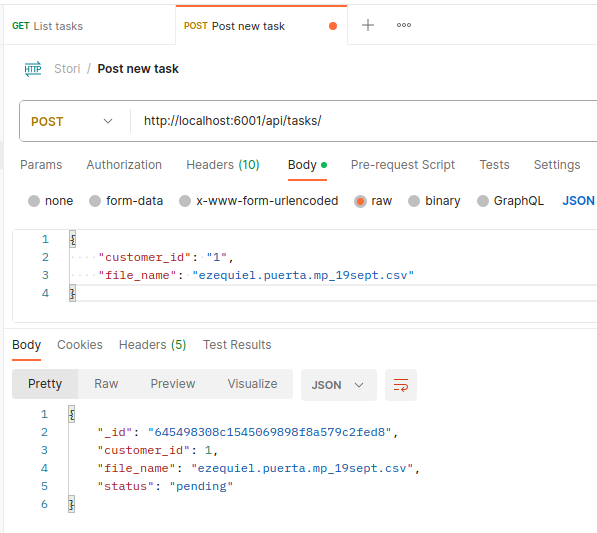 GET List tasks
POST Post new task
HTTP Stori / Post new task
POST http://localhost:6001/api/tasks/
Params Authorization Headers (10) Body Pre-request Script Tests Settings
none form-data x-www-form-urlencoded raw binary GraphQL JSON
1 {
2 "customer_id": "1",
3 "file_name": "ezequiel.puerta.mp_19sept.csv"
4 }
Body Cookies Headers (5) Test Results
Pretty Raw Preview Visualize JSON
1 {
2 "_id": "645498308c1545069898f8a579c2fed8",
3 "customer_id": 1,
4 "file_name": "ezequiel.puerta.mp_19sept.csv",
5 "status": "pending"
6 }